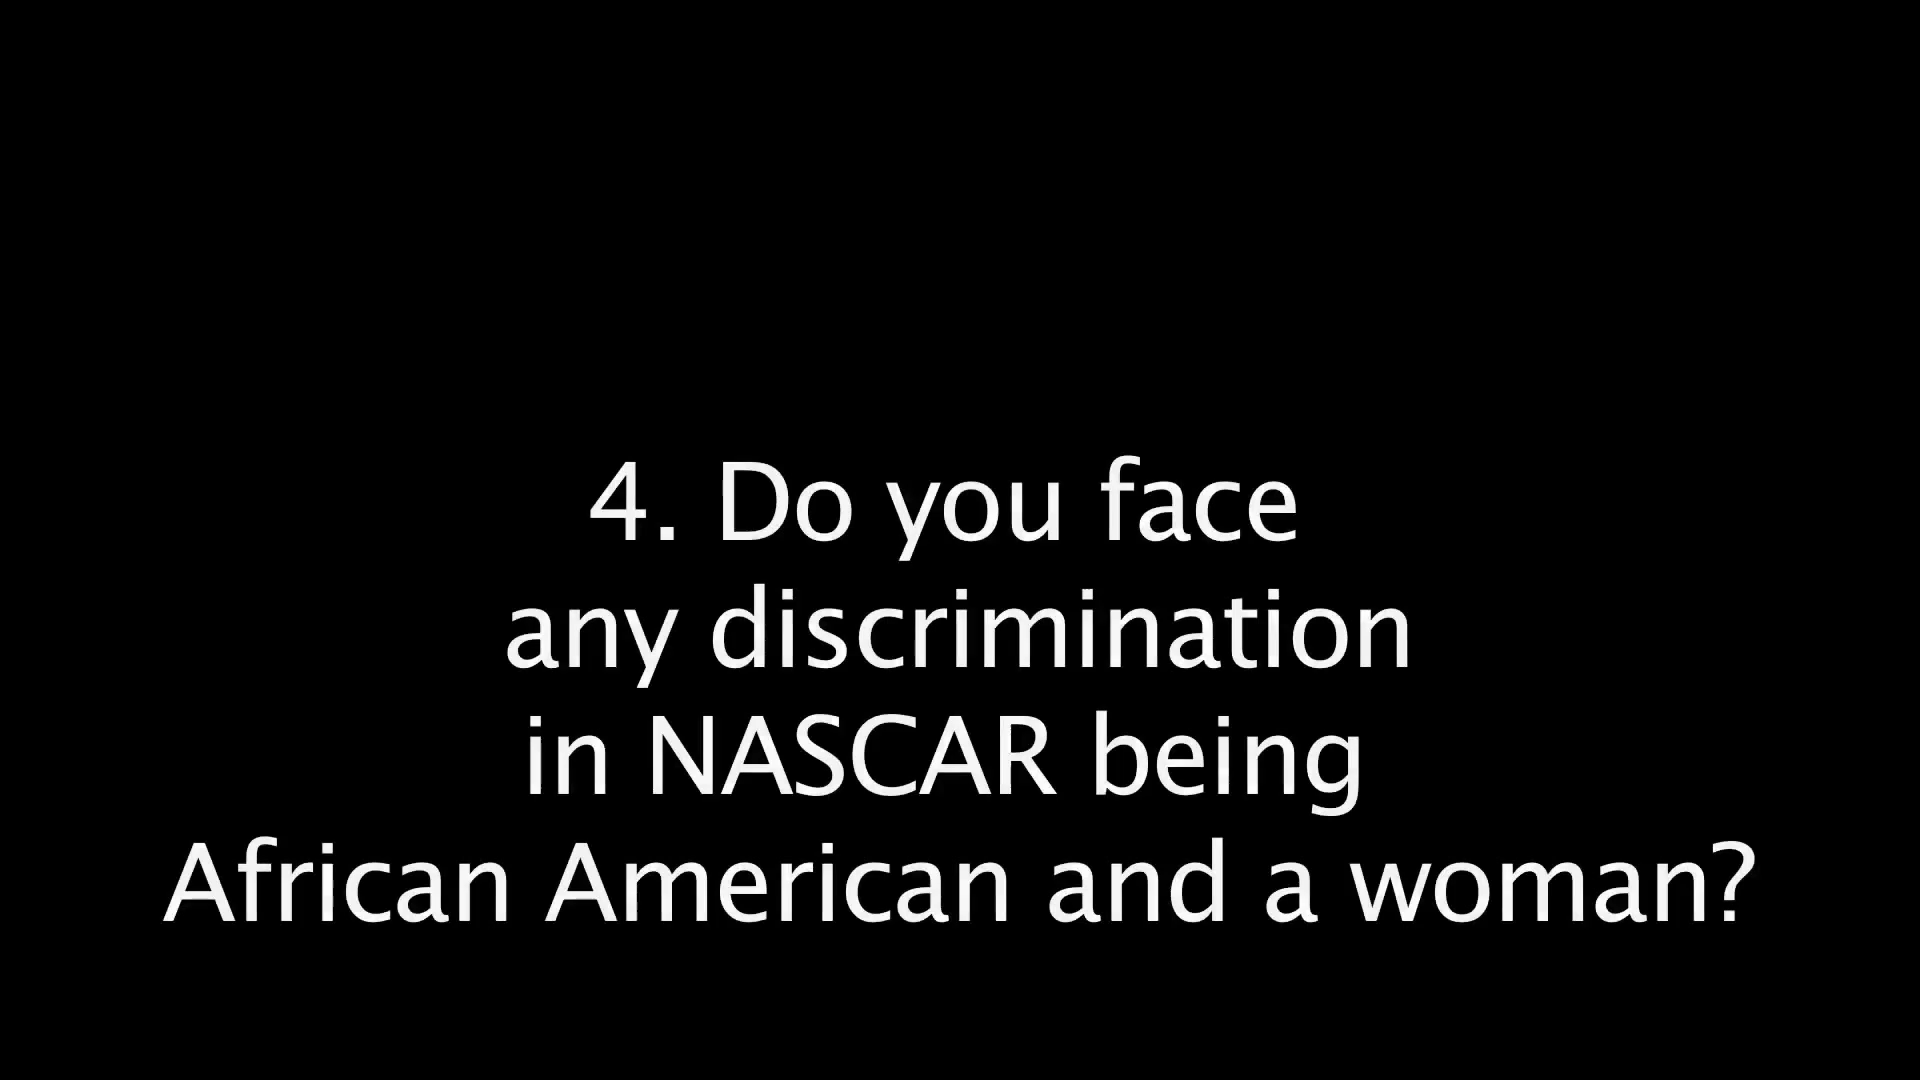 4. Do you face
any discrimination
in NASCAR being
African American and a woman?